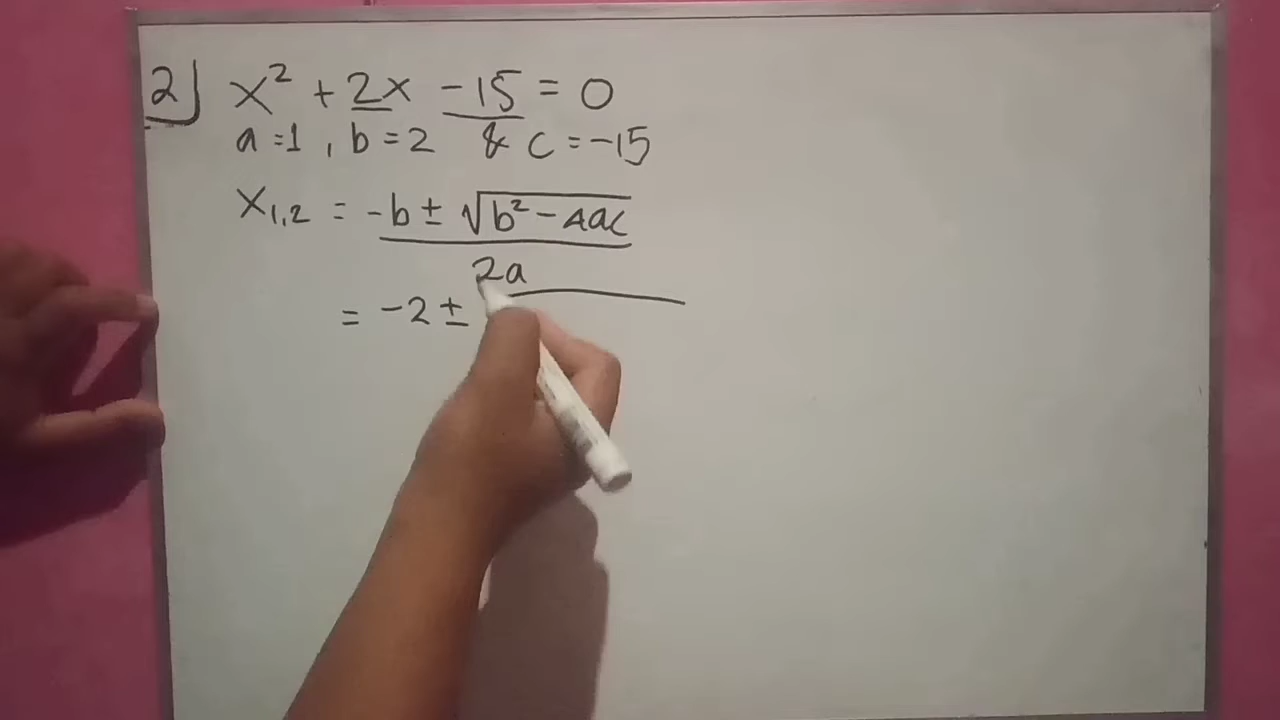 2) x² + 2x - 15 = 0
a = 1 , b = 2 & c = -15
x₁,₂ = -b ± √b² - 4ac
2a
= -2 ±